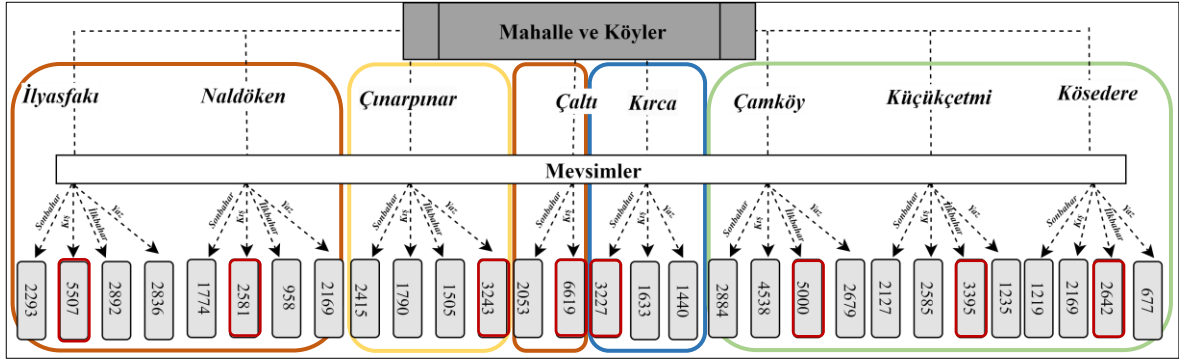 Mahalle ve Köyler
İlyasfakı
Naldöken
Çınarpınar
Çaltı
Kırca
Çamköy
Küçükçetmi
Kösedere
Mevsimler
Sonbahar Kış İlkbahar Yaz
Sonbahar Kış İlkbahar Yaz
Sonbahar Kış İlkbahar Yaz
Sonbahar Kış
Sonbahar Kış İlkbahar
Sonbahar Kış İlkbahar Yaz
Sonbahar Kış İlkbahar Yaz
Sonbahar Kış İlkbahar Yaz
2293 5507 2892 2836
1774 2581 958 2169
2415 1790 1505 3243
2053 6619
3227 1633 1440
2884 4538 5000 2679
2127 2585 3395 1235
1219 2169 2642 677